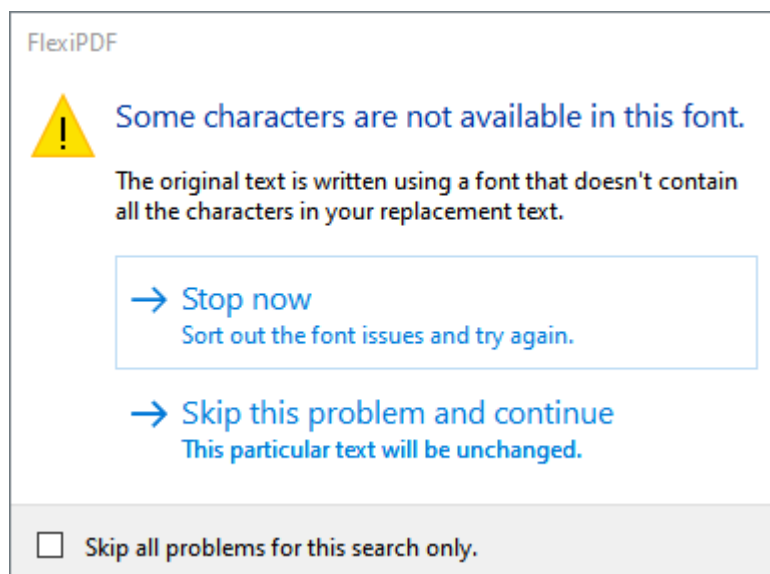 FlexiPDF
Some characters are not available in this font.
The original text is written using a font that doesn't contain
all the characters in your replacement text.
Stop now
Sort out the font issues and try again.
Skip this problem and continue
This particular text will be unchanged.
Skip all problems for this search only.